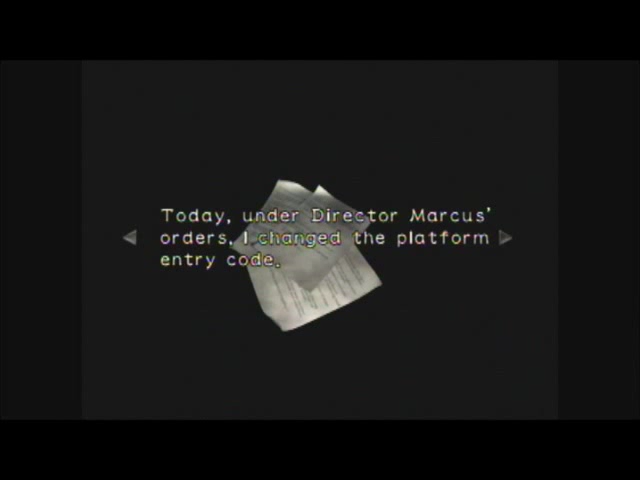 Today, under Director Marcus'
orders, I changed the platform
entry code.